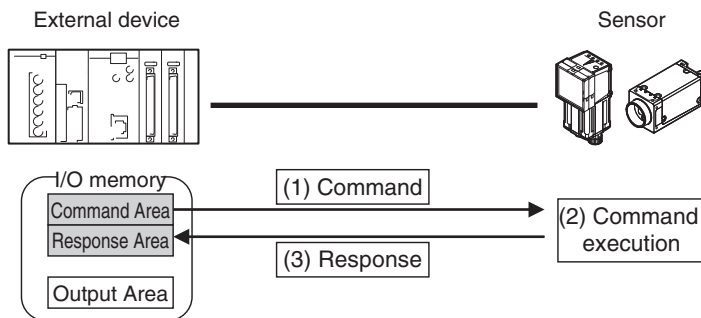 External device
Sensor
I/O memory
Command Area
Response Area
Output Area
(1) Command
(3) Response
(2) Command
execution